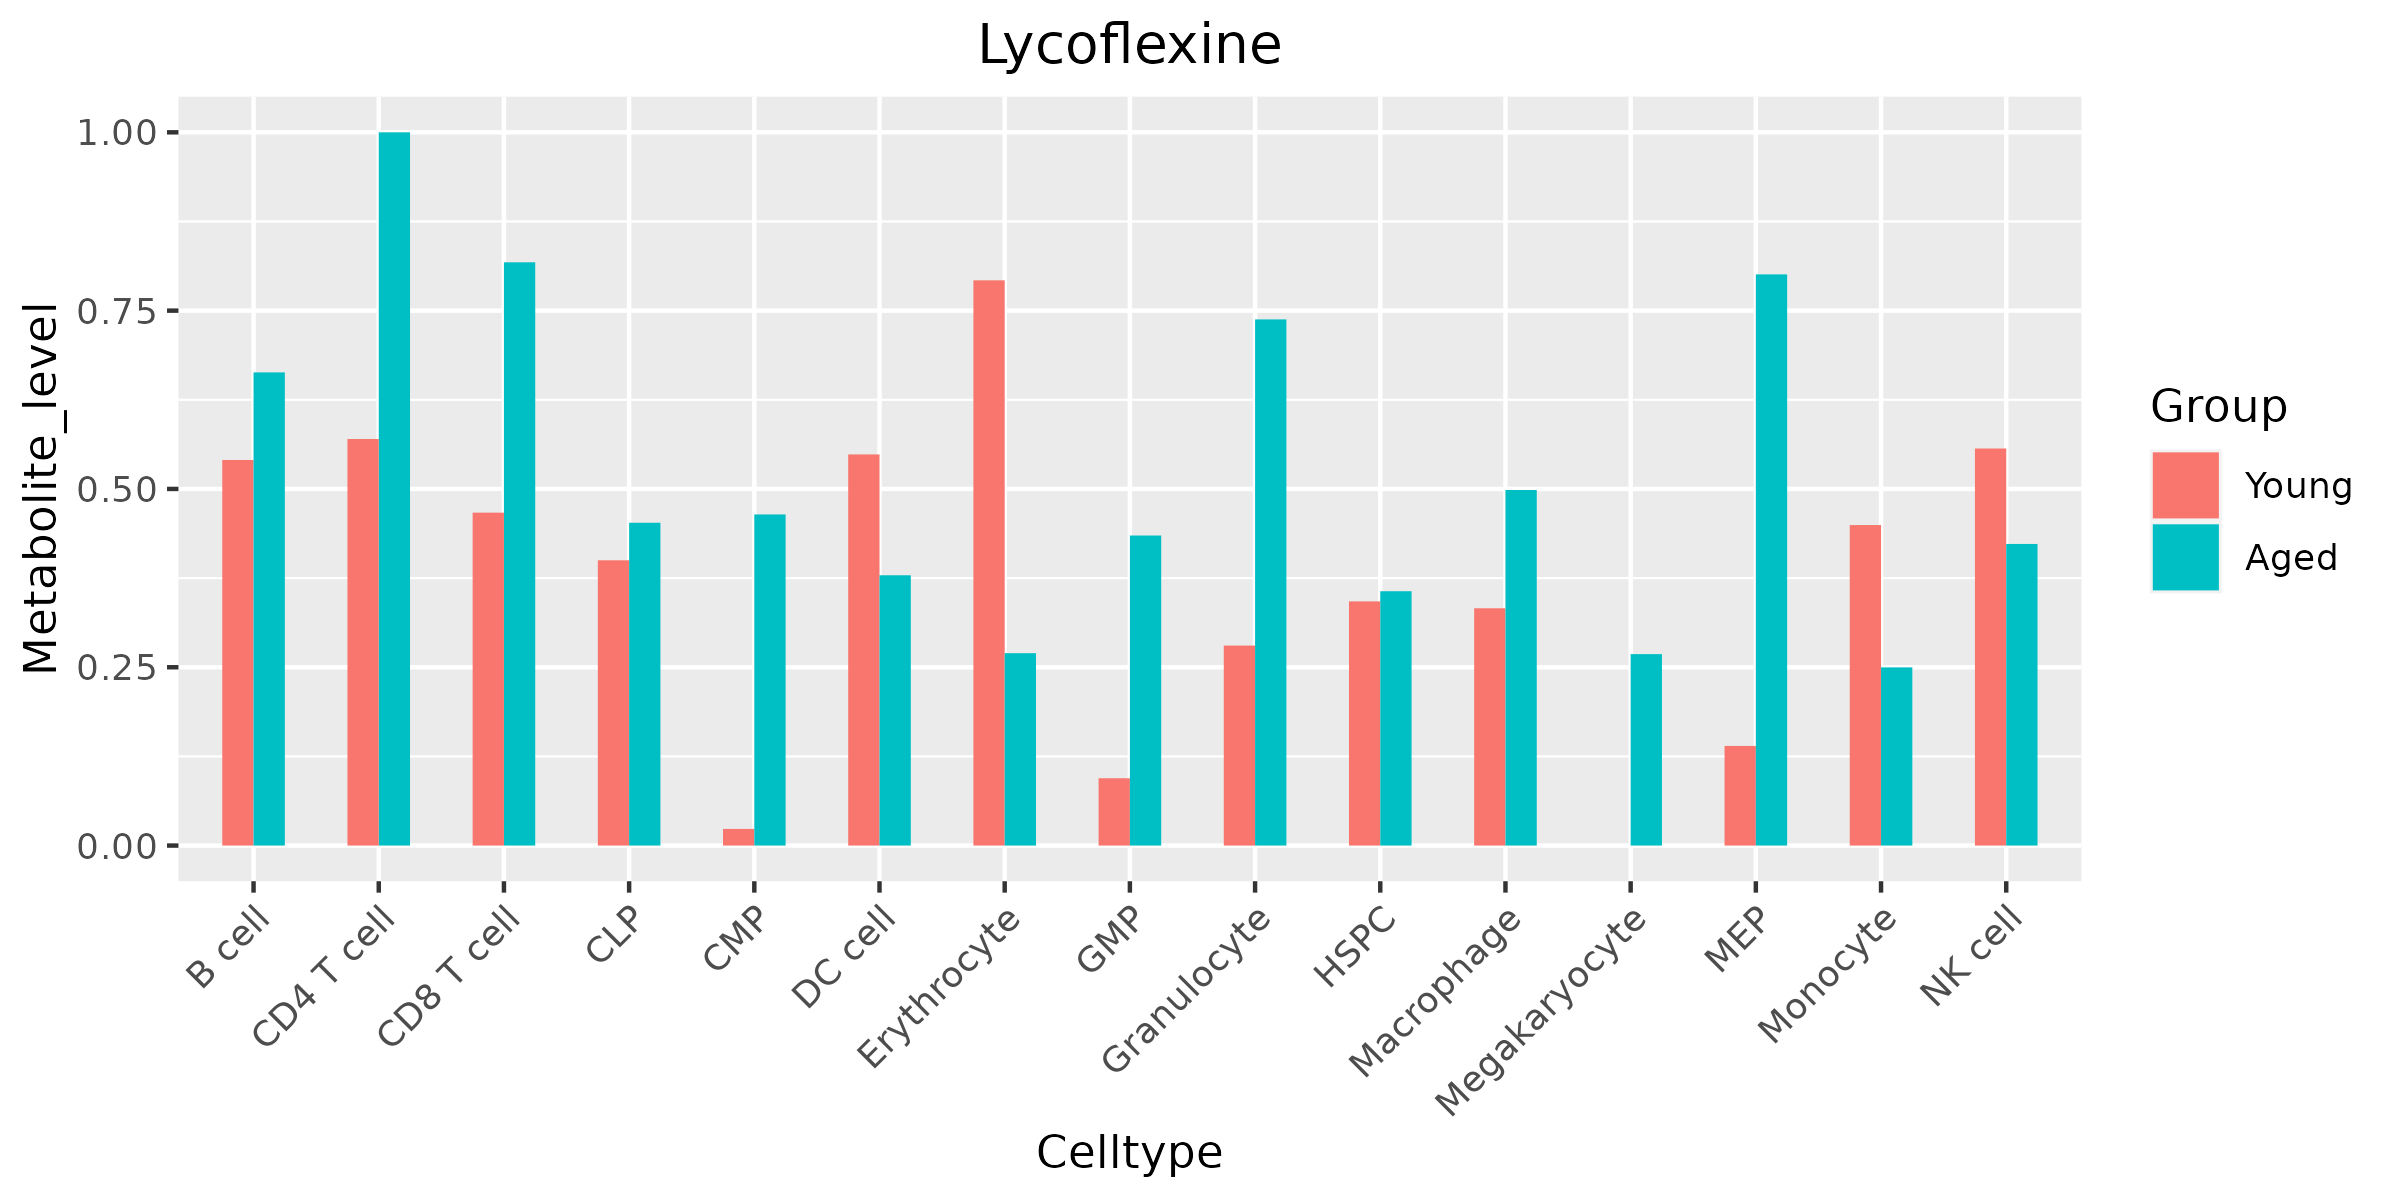 Lycoflexine
Metabolite_level
1.00
0.75
0.50
0.25
0.00
B cell
CD4 T cell
CD8 T cell
CLP
CMP
DC cell
Erythrocyte
GMP
Granulocyte
HSPC
Macrophage
Megakaryocyte
MEP
Monocyte
NK cell
Celltype
Group
Young
Aged